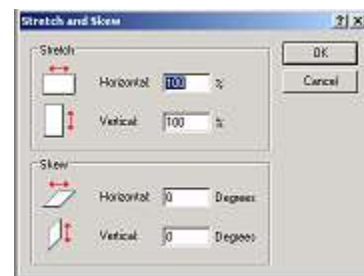 Stretch and Skew ? ×
Stretch
Horizontal: 100 %
Vertical: 100 %
Skew
Horizontal: 0 Degrees
Vertical: 0 Degrees
OK
Cancel